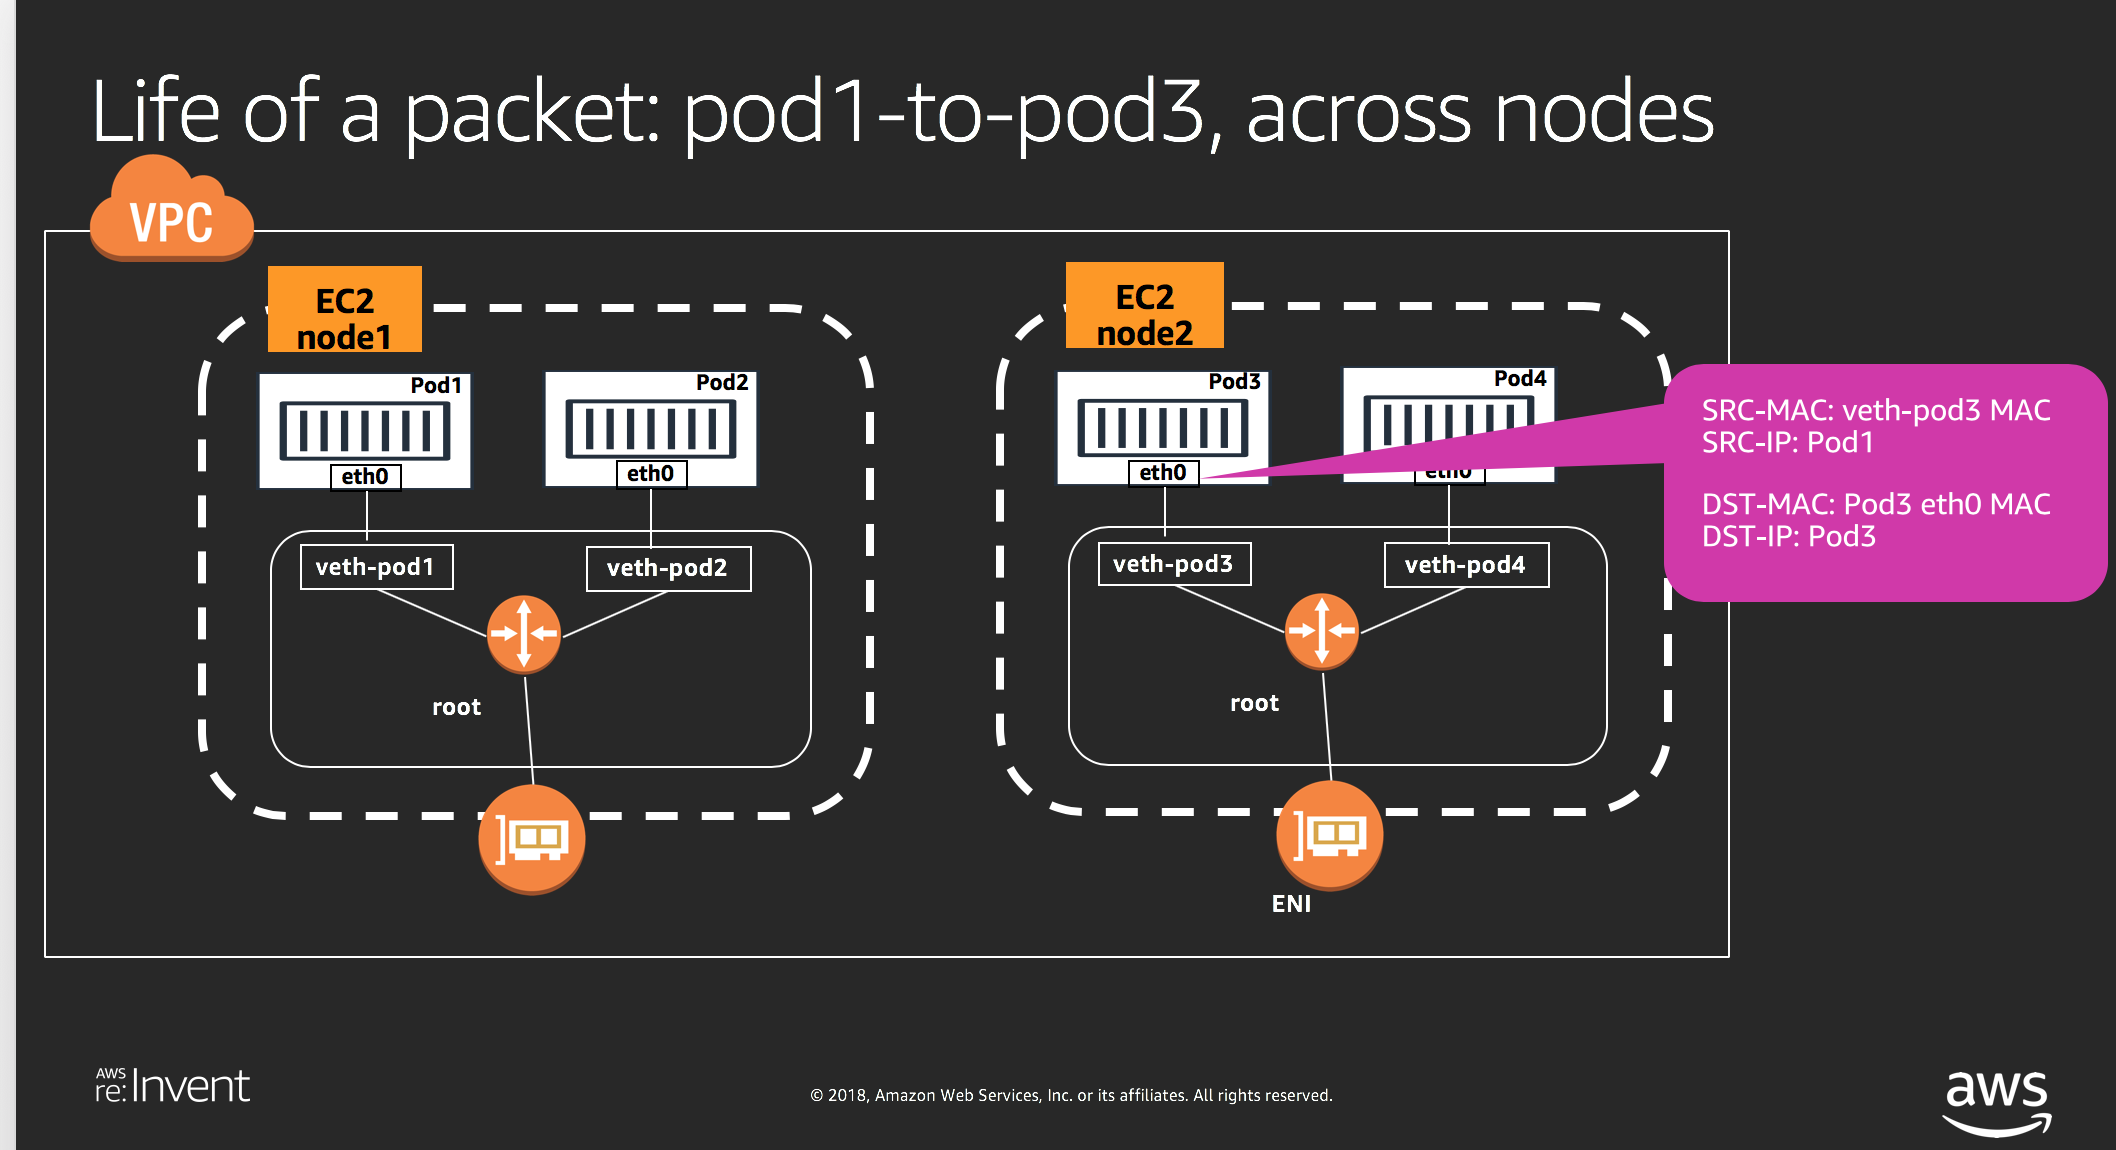 Life of a packet: pod1-to-pod3, across nodes
VPC
EC2
node1
EC2
node2
Pod1
Pod2
Pod3
Pod4
eth0
eth0
eth0
eth0
SRC-MAC: veth-pod3 MAC
SRC-IP: Pod1
DST-MAC: Pod3 eth0 MAC
DST-IP: Pod3
veth-pod1
veth-pod2
veth-pod3
veth-pod4
root
root
ENI
AWS
re:Invent
© 2018, Amazon Web Services, Inc. or its affiliates. All rights reserved.
aws